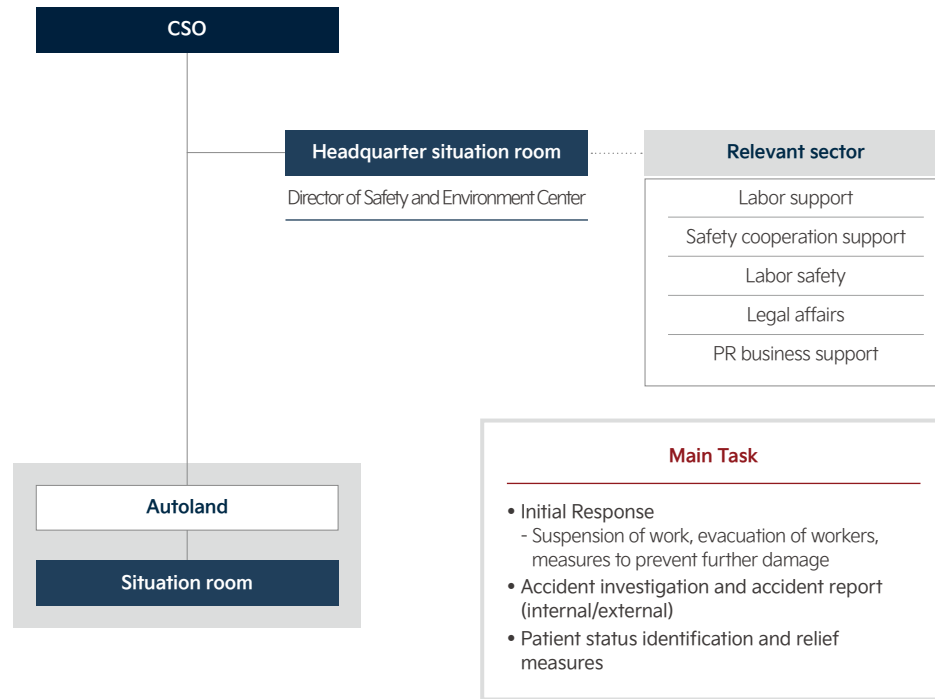 CSO
Headquarter situation room
Director of Safety and Environment Center
Relevant sector
Labor support
Safety cooperation support
Labor safety
Legal affairs
PR business support
Autoland
Situation room
Main Task
• Initial Response
- Suspension of work, evacuation of workers,
measures to prevent further damage
• Accident investigation and accident report
(internal/external)
• Patient status identification and relief
measures